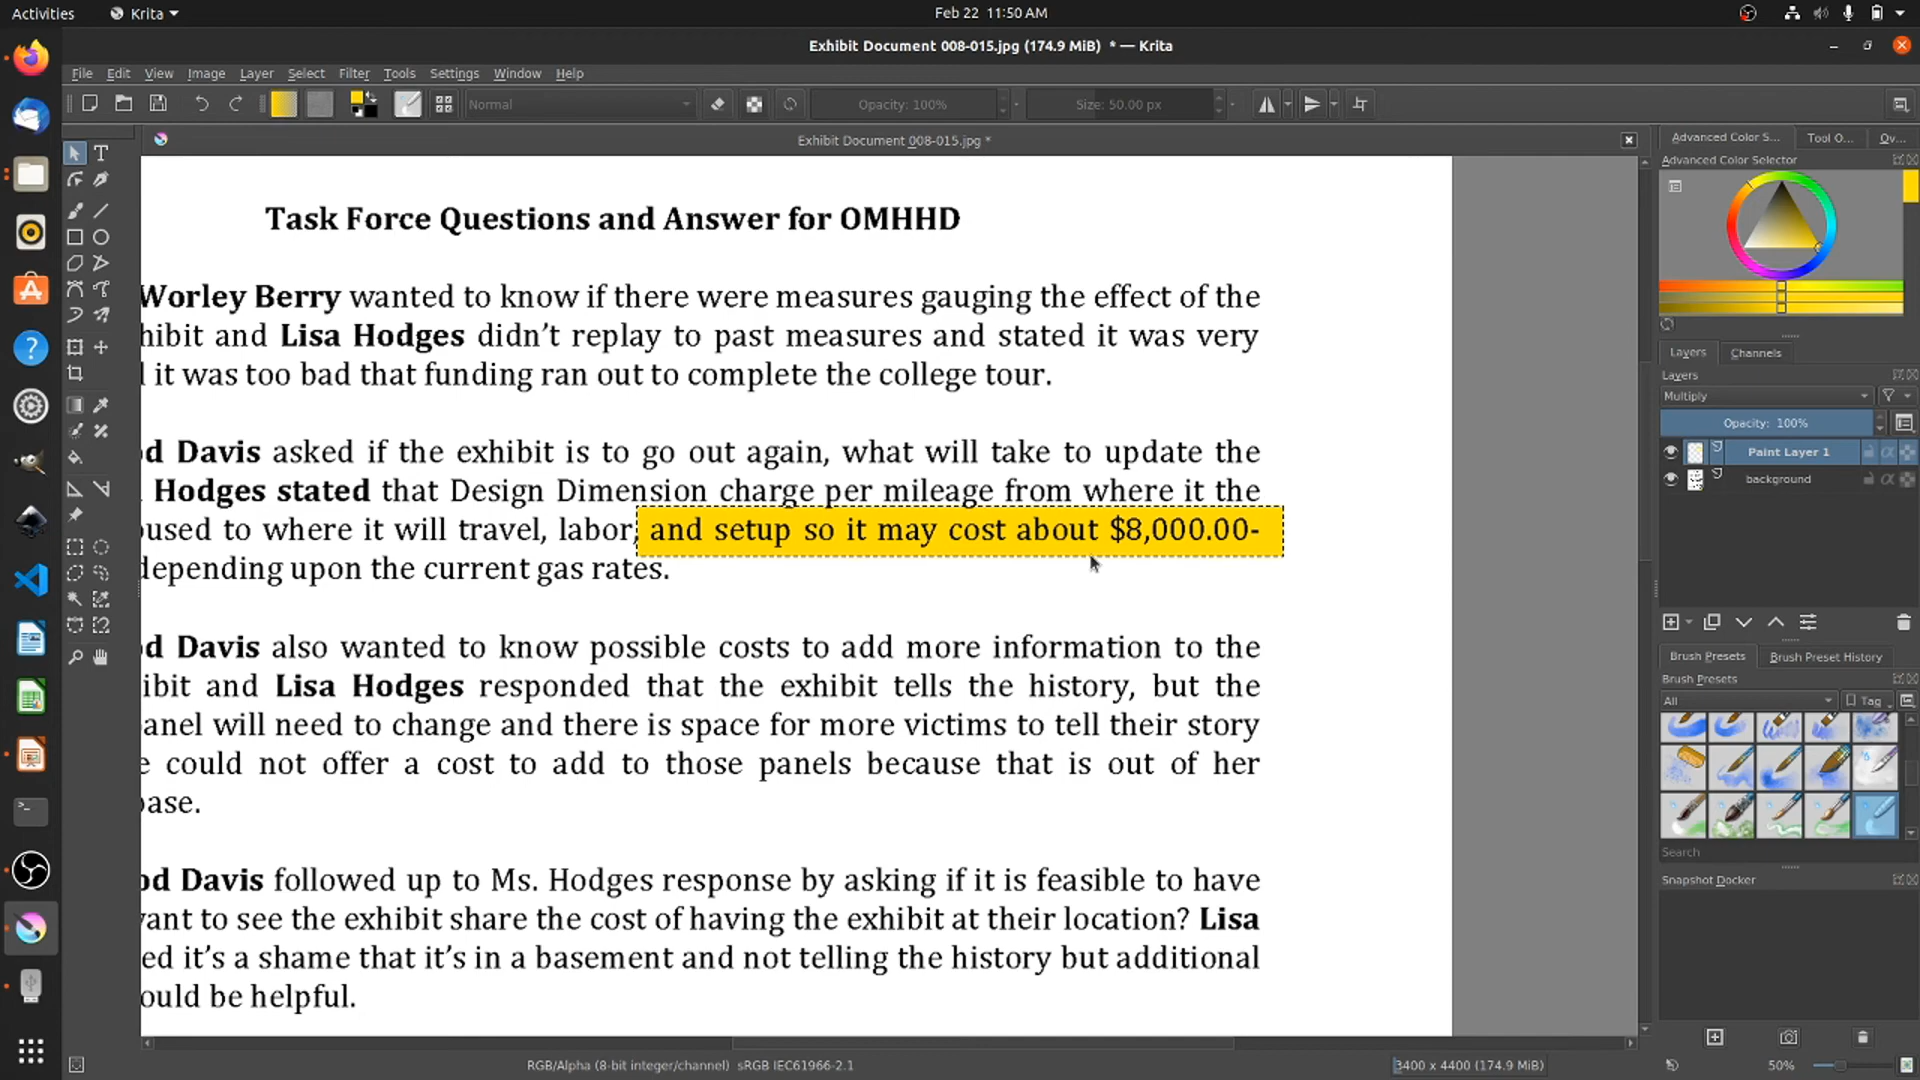 Activities
Krita
Feb 22 11:50 AM
Exhibit Document 008-015.jpg (174.9 MiB) * — Krita
File Edit View Image Layer Select Filter Tools Settings Window Help
Normal
Opacity: 100%
Size: 50.00 px
Exhibit Document 008-015.jpg *
Advanced Color S...
Tool O...
Ov...
Advanced Color Selector
Task Force Questions and Answer for OMHHD
Worley Berry wanted to know if there were measures gauging the effect of the
hibit and Lisa Hodges didn’t replay to past measures and stated it was very
it was too bad that funding ran out to complete the college tour.
od Davis asked if the exhibit is to go out again, what will take to update the
Hodges stated that Design Dimension charge per mileage from where it the
oused to where it will travel, labor, and setup so it may cost about $8,000.00-
depending upon the current gas rates.
od Davis also wanted to know possible costs to add more information to the
ibit and Lisa Hodges responded that the exhibit tells the history, but the
panel will need to change and there is space for more victims to tell their story
e could not offer a cost to add to those panels because that is out of her
base.
od Davis followed up to Ms. Hodges response by asking if it is feasible to have
want to see the exhibit share the cost of having the exhibit at their location? Lisa
ed it’s a shame that it’s in a basement and not telling the history but additional
ould be helpful.
Layers
Channels
Layers
Multiply
Opacity: 100%
Paint Layer 1
background
Brush Presets
Brush Preset History
Brush Presets
All
Tag
Search
Snapshot Docker
RGB/Alpha (8-bit integer/channel) sRGB IEC61966-2.1
3400 x 4400 (174.9 MiB)
50%